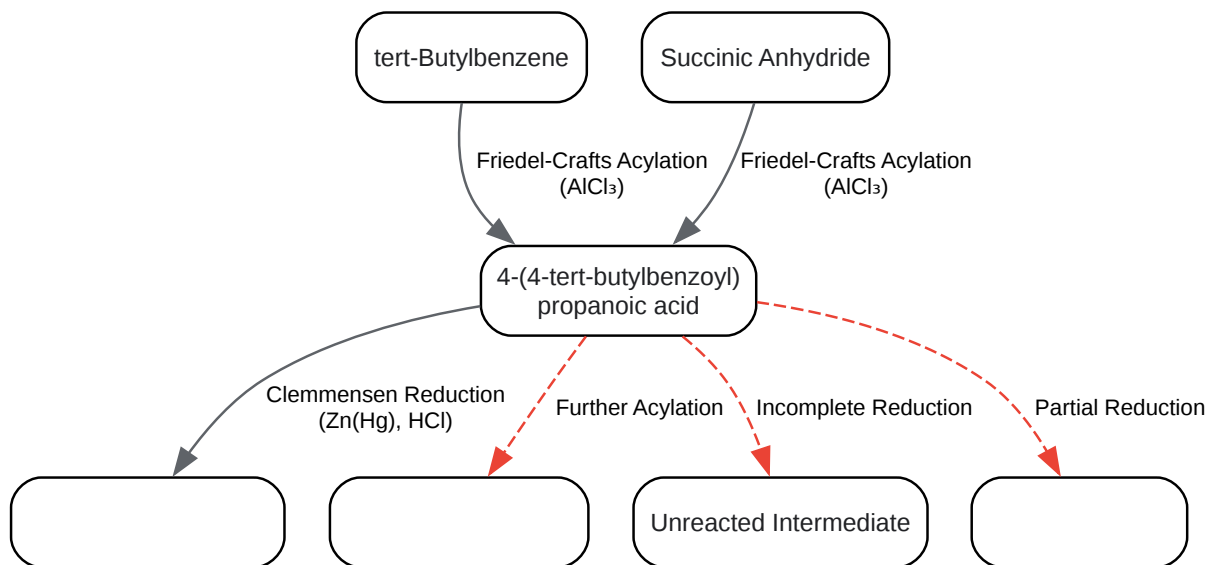 tert-Butylbenzene
Succinic Anhydride
Friedel-Crafts Acylation
(AlCl₃)
Friedel-Crafts Acylation
(AlCl₃)
4-(4-tert-butylbenzoyl)
propanoic acid
Clemmensen Reduction
(Zn(Hg), HCl)
Further Acylation
Incomplete Reduction
Partial Reduction
Unreacted Intermediate